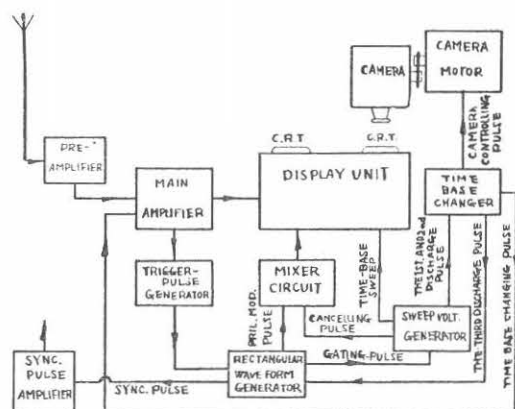 CAMERA
CAMERA
MOTOR
C.R.T.
C.R.T.
CAMERA
CONTROLLING
PULSE
PRE-
AMPLIFIER
MAIN
AMPLIFIER
DISPLAY UNIT
TIME
BASE
CHANGER
TRIGGER-
PULSE
GENERATOR
MIXER
CIRCUIT
TIME-BASE
SWEEP
THE 1ST. AND 2nd
DISCHARGE
PULSE
THE THIRD DISCHARGE PULSE
TIME BASE CHANGING PULSE
MOD.
PULSE
CANCELLING
PULSE
SWEEP VOLT.
GENERATOR
GATING-PULSE
SYNC.
PULSE
AMPLIFIER
SYNC. PULSE
RECTANGULAR
WAVE FORM
GENERATOR